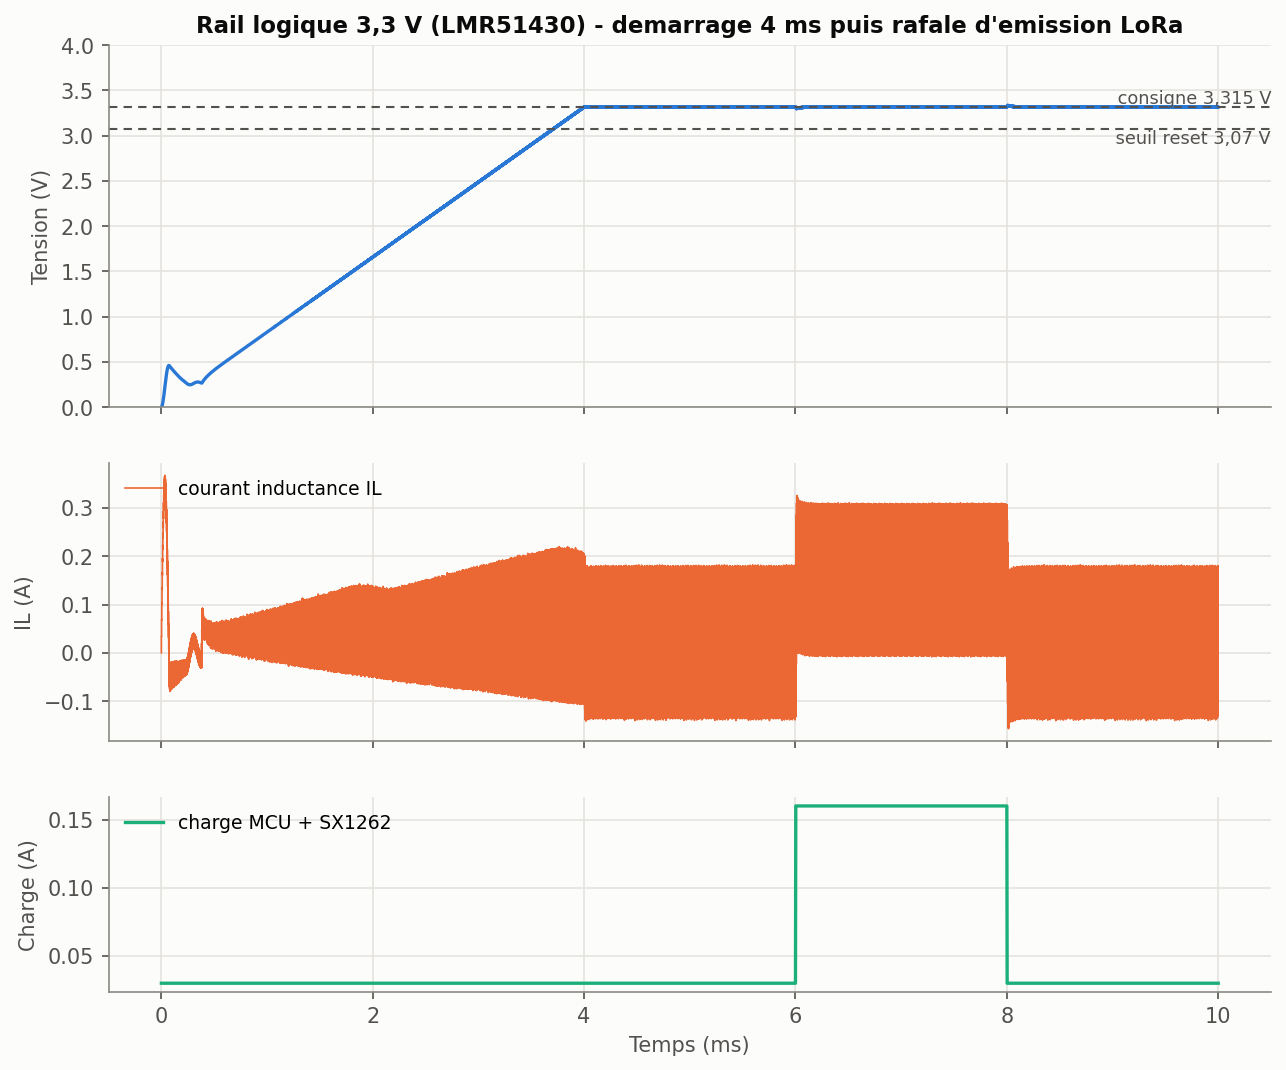 Rail logique 3,3 V (LMR51430) - demarrage 4 ms puis rafale d'emission LoRa
Tension (V)
4.0
3.5
3.0
2.5
2.0
1.5
1.0
0.5
0.0
consigne 3,315 V
seuil reset 3,07 V
IL (A)
0.3
0.2
0.1
0.0
−0.1
courant inductance IL
Charge (A)
0.15
0.10
0.05
charge MCU + SX1262
0 2 4 6 8 10
Temps (ms)